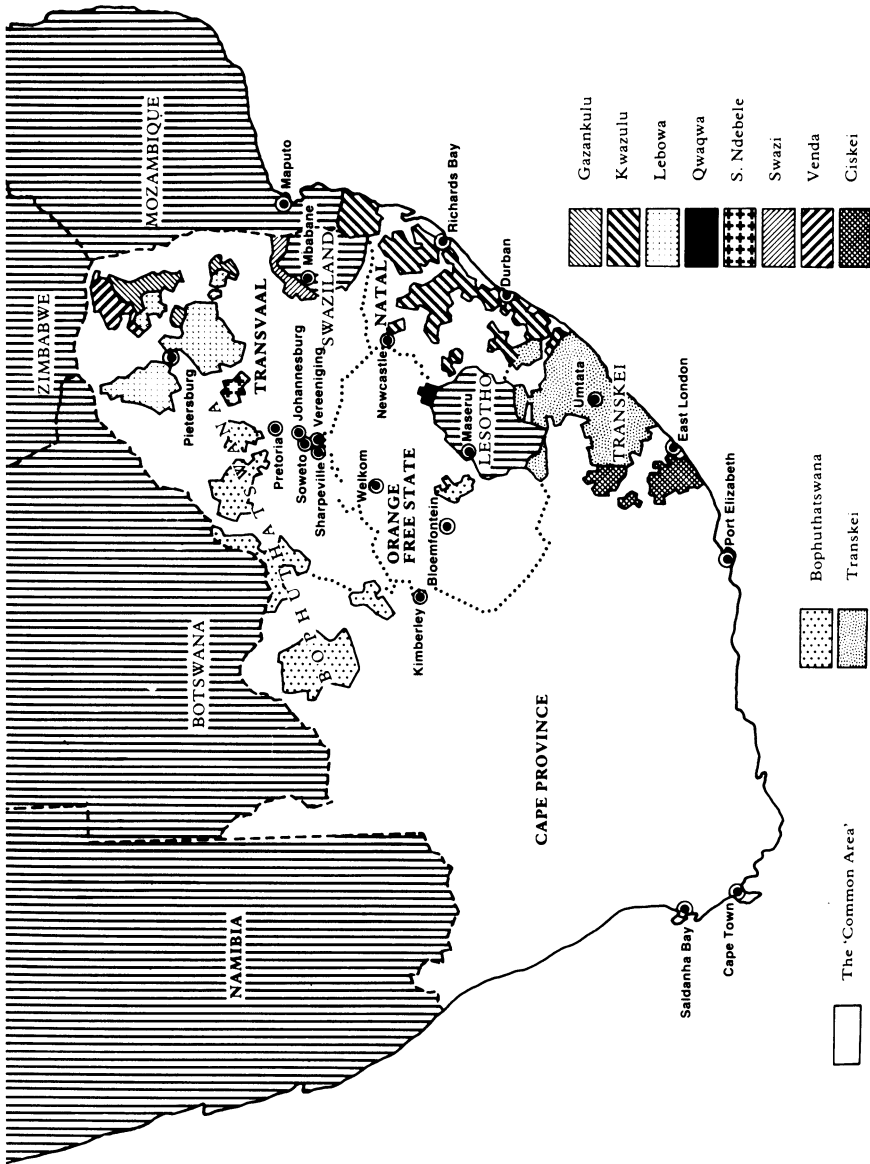 NAMIBIA
BOTSWANA
ZIMBABWE
MOZAMBIQUE
Pietersburg
TRANSVAAL
BOPHUTHATSWANA
Pretoria
Johannesburg
Soweto
Vereeniging
Sharpeville
Maputo
Mbabane
SWAZILAND
Welkom
ORANGE
FREE STATE
Bloemfontein
Kimberley
Newcastle
NATAL
Richards Bay
Durban
Maseru
LESOTHO
Umtata
TRANSKEI
East London
Port Elizabeth
CAPE PROVINCE
Saldanha Bay
Cape Town
The 'Common Area'
Bophuthatswana
Transkei
Gazankulu
Kwazulu
Lebowa
Qwaqwa
S. Ndebele
Swazi
Venda
Ciskei